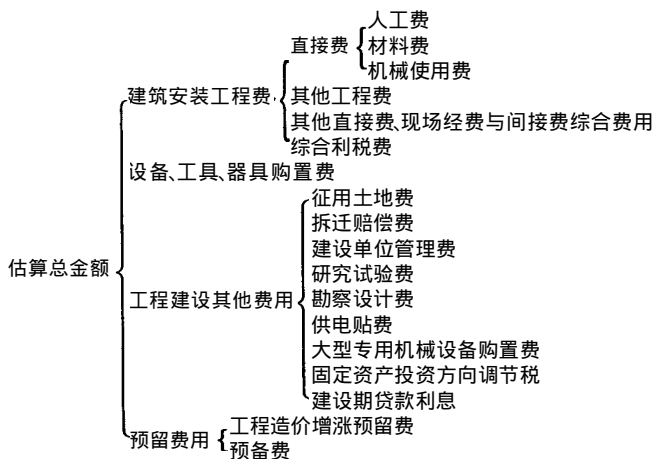 人工费
直接费
材料费
机械使用费
建筑安装工程费
其他工程费
其他直接费、现场经费与间接费综合费用
综合利税费
设备、工具、器具购置费
征用土地费
拆迁赔偿费
建设单位管理费
研究试验费
估算总金额
工程建设其他费用
勘察设计费
供电贴费
大型专用机械设备购置费
固定资产投资方向调节税
建设期贷款利息
预留费用
工程造价增涨预留费
预备费